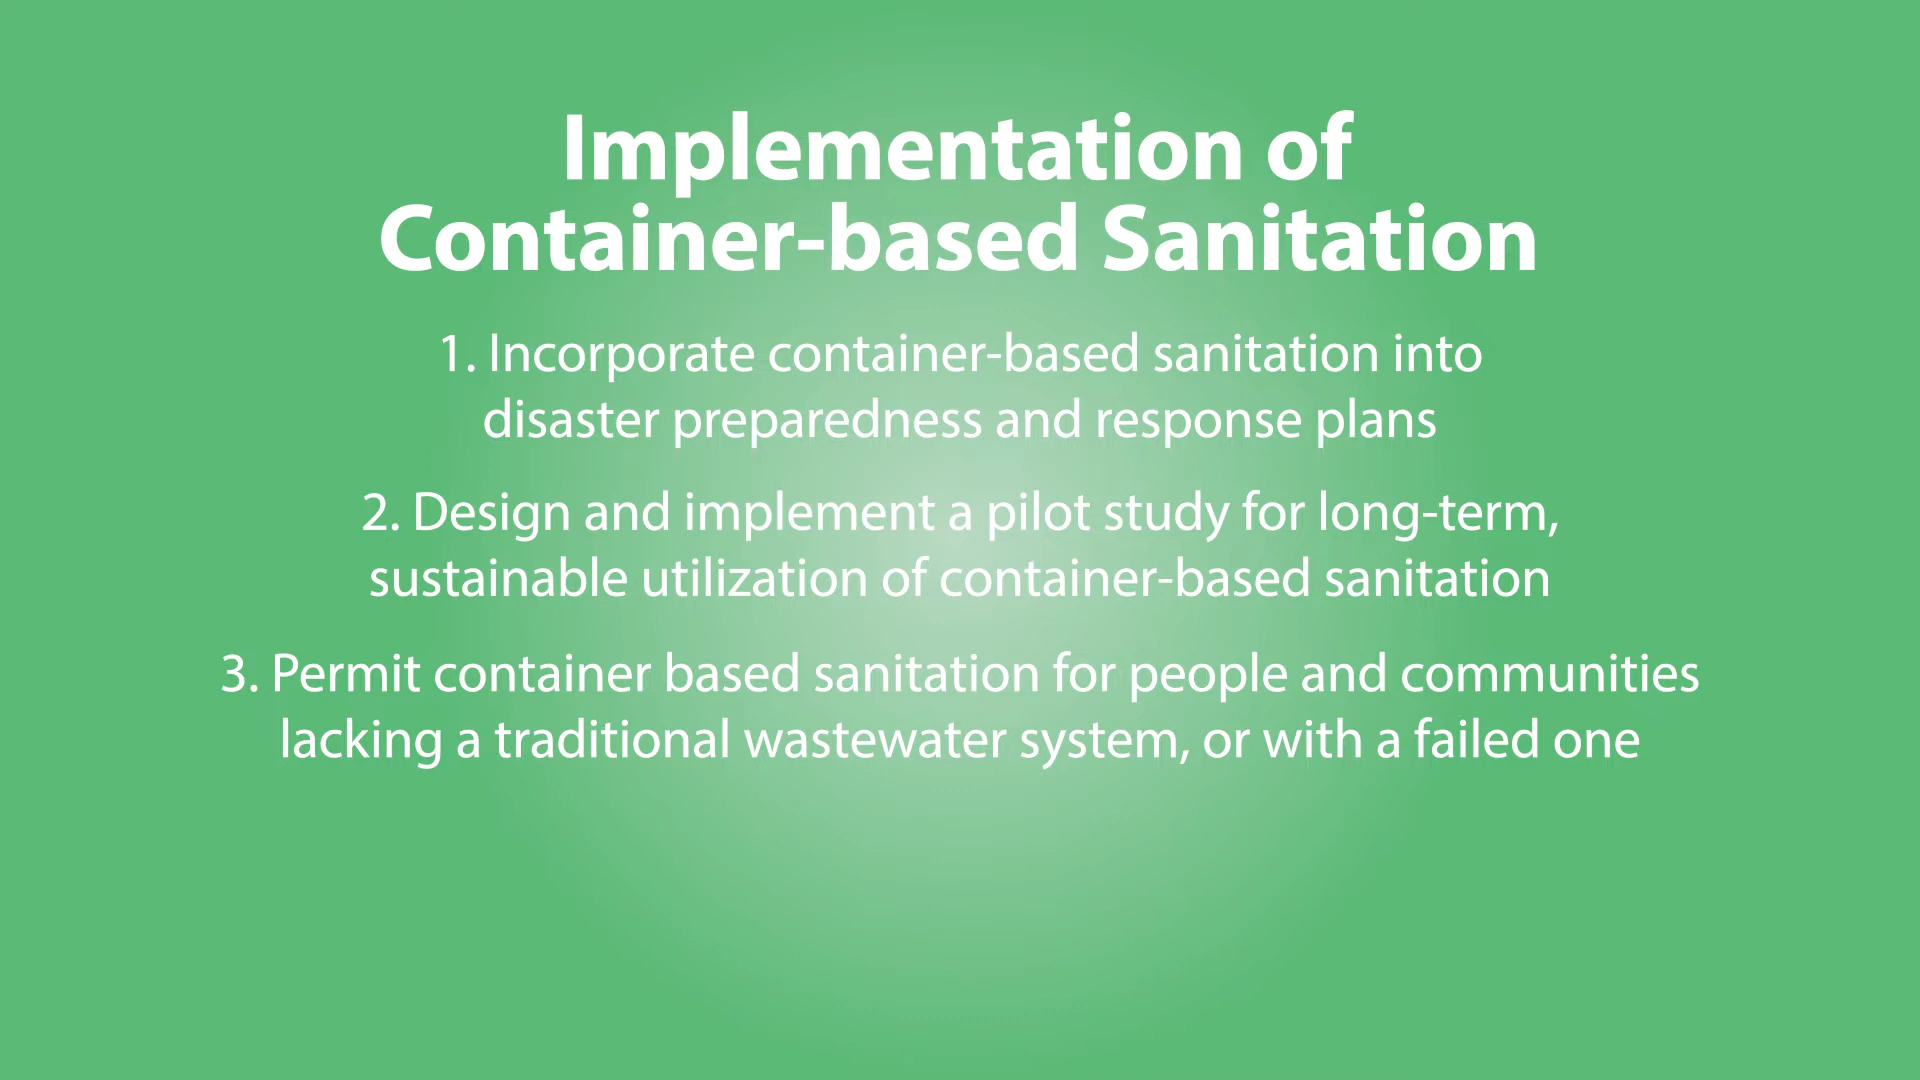 Implementation of
Container-based Sanitation
1. Incorporate container-based sanitation into
disaster preparedness and response plans
2. Design and implement a pilot study for long-term,
sustainable utilization of container-based sanitation
3. Permit container based sanitation for people and communities
lacking a traditional wastewater system, or with a failed one